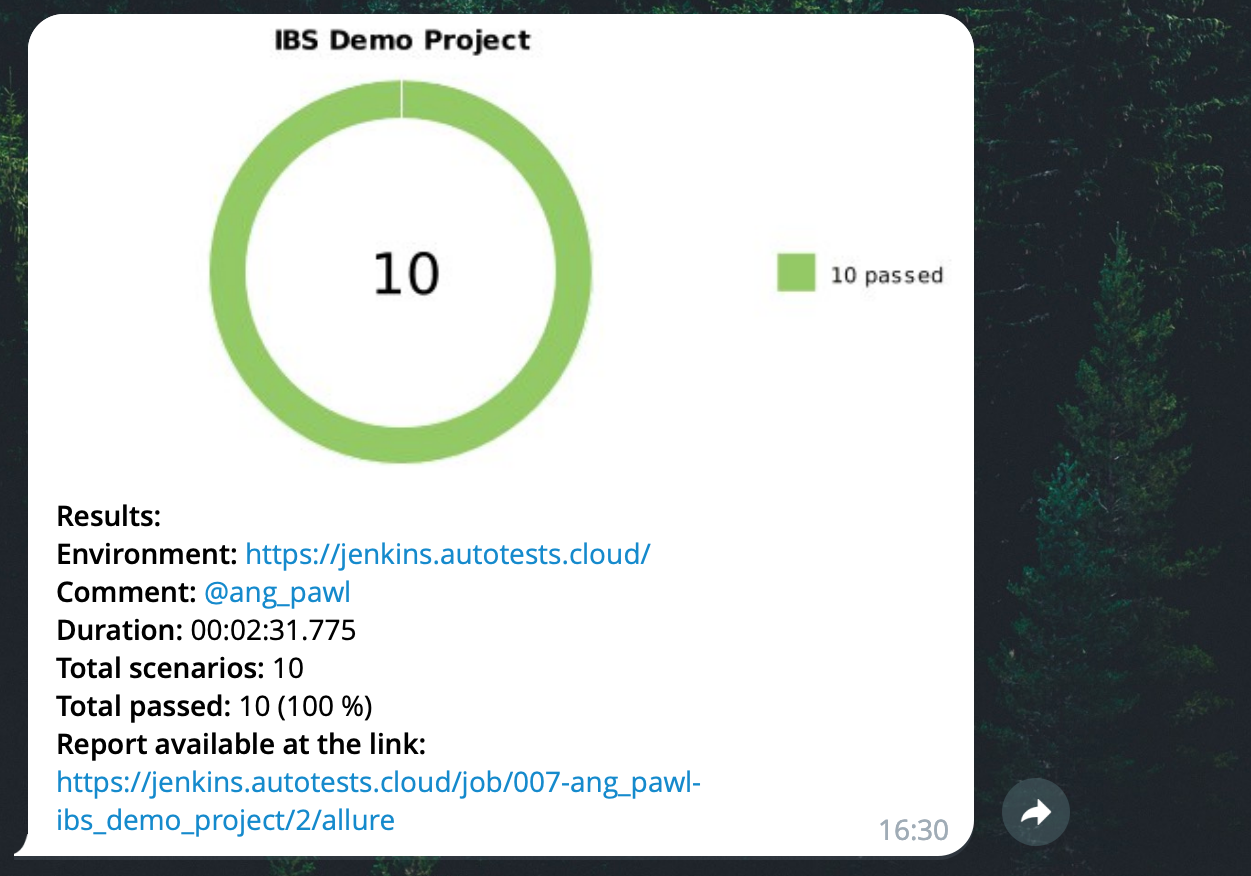 IBS Demo Project
10
10 passed
Results:
Environment: https://jenkins.autotests.cloud/
Comment: @ang_pawl
Duration: 00:02:31.775
Total scenarios: 10
Total passed: 10 (100 %)
Report available at the link:
https://jenkins.autotests.cloud/job/007-ang_pawl-
ibs_demo_project/2/allure
16:30